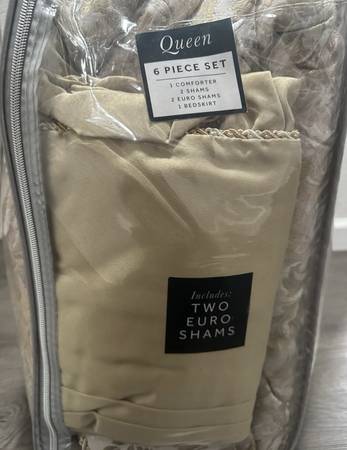 Queen
6 PIECE SET
1 COMFORTER
2 SHAMS
2 EURO SHAMS
1 BEDSKIRT
Includes:
TWO
EURO
SHAMS